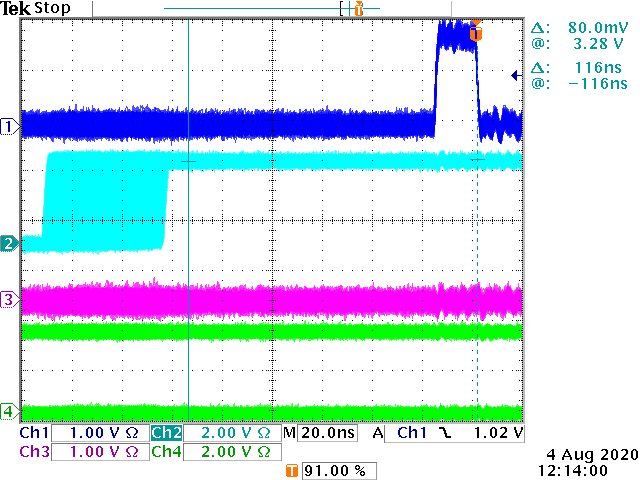 Tek Stop
T
T
Δ: 80.0mV
@: 3.28 V
Δ: 116ns
@: −116ns
1
2
3
4
Ch1 1.00 V Ω Ch2 2.00 V Ω M 20.0ns A Ch1 1.02 V
Ch3 1.00 V Ω Ch4 2.00 V Ω
T 91.00 %
4 Aug 2020
12:14:00